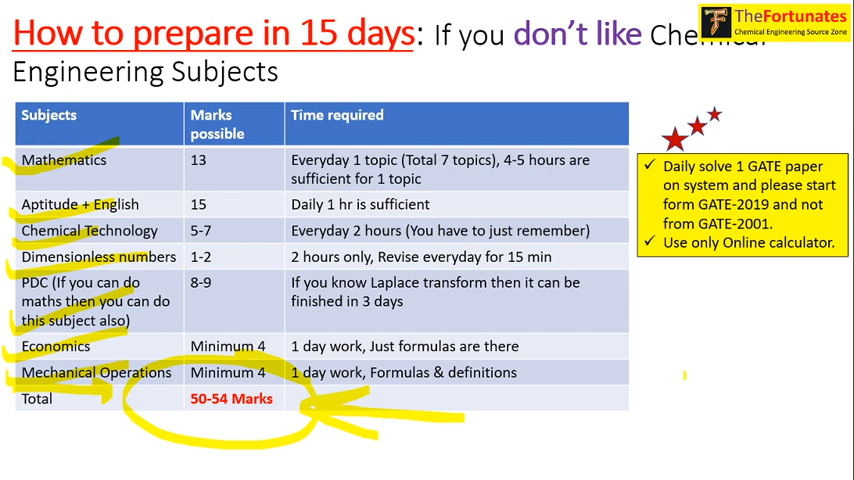 TheFortunates
Chemical Engineering Source Zone
How to prepare in 15 days: If you don't like Chemical
Engineering Subjects
Subjects Marks possible Time required
Mathematics 13 Everyday 1 topic (Total 7 topics), 4-5 hours are
sufficient for 1 topic
Aptitude + English 15 Daily 1 hr is sufficient
Chemical Technology 5-7 Everyday 2 hours (You have to just remember)
Dimensionless numbers 1-2 2 hours only, Revise everyday for 15 min
PDC (If you can do
maths then you can do
this subject also)
8-9
If you know Laplace transform then it can be
finished in 3 days
Economics Minimum 4 1 day work, Just formulas are there
Mechanical Operations Minimum 4 1 day work, Formulas & definitions
Total 50-54 Marks
✓ Daily solve 1 GATE paper
on system and please start
form GATE-2019 and not
from GATE-2001.
✓ Use only Online calculator.